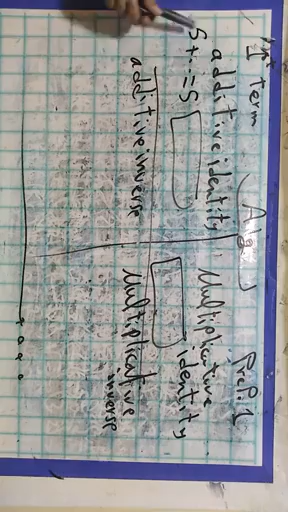 1st term Alg Prep.1
additive identity Multiplicative identity
5+.=5
additive inverse Multiplicative inverse